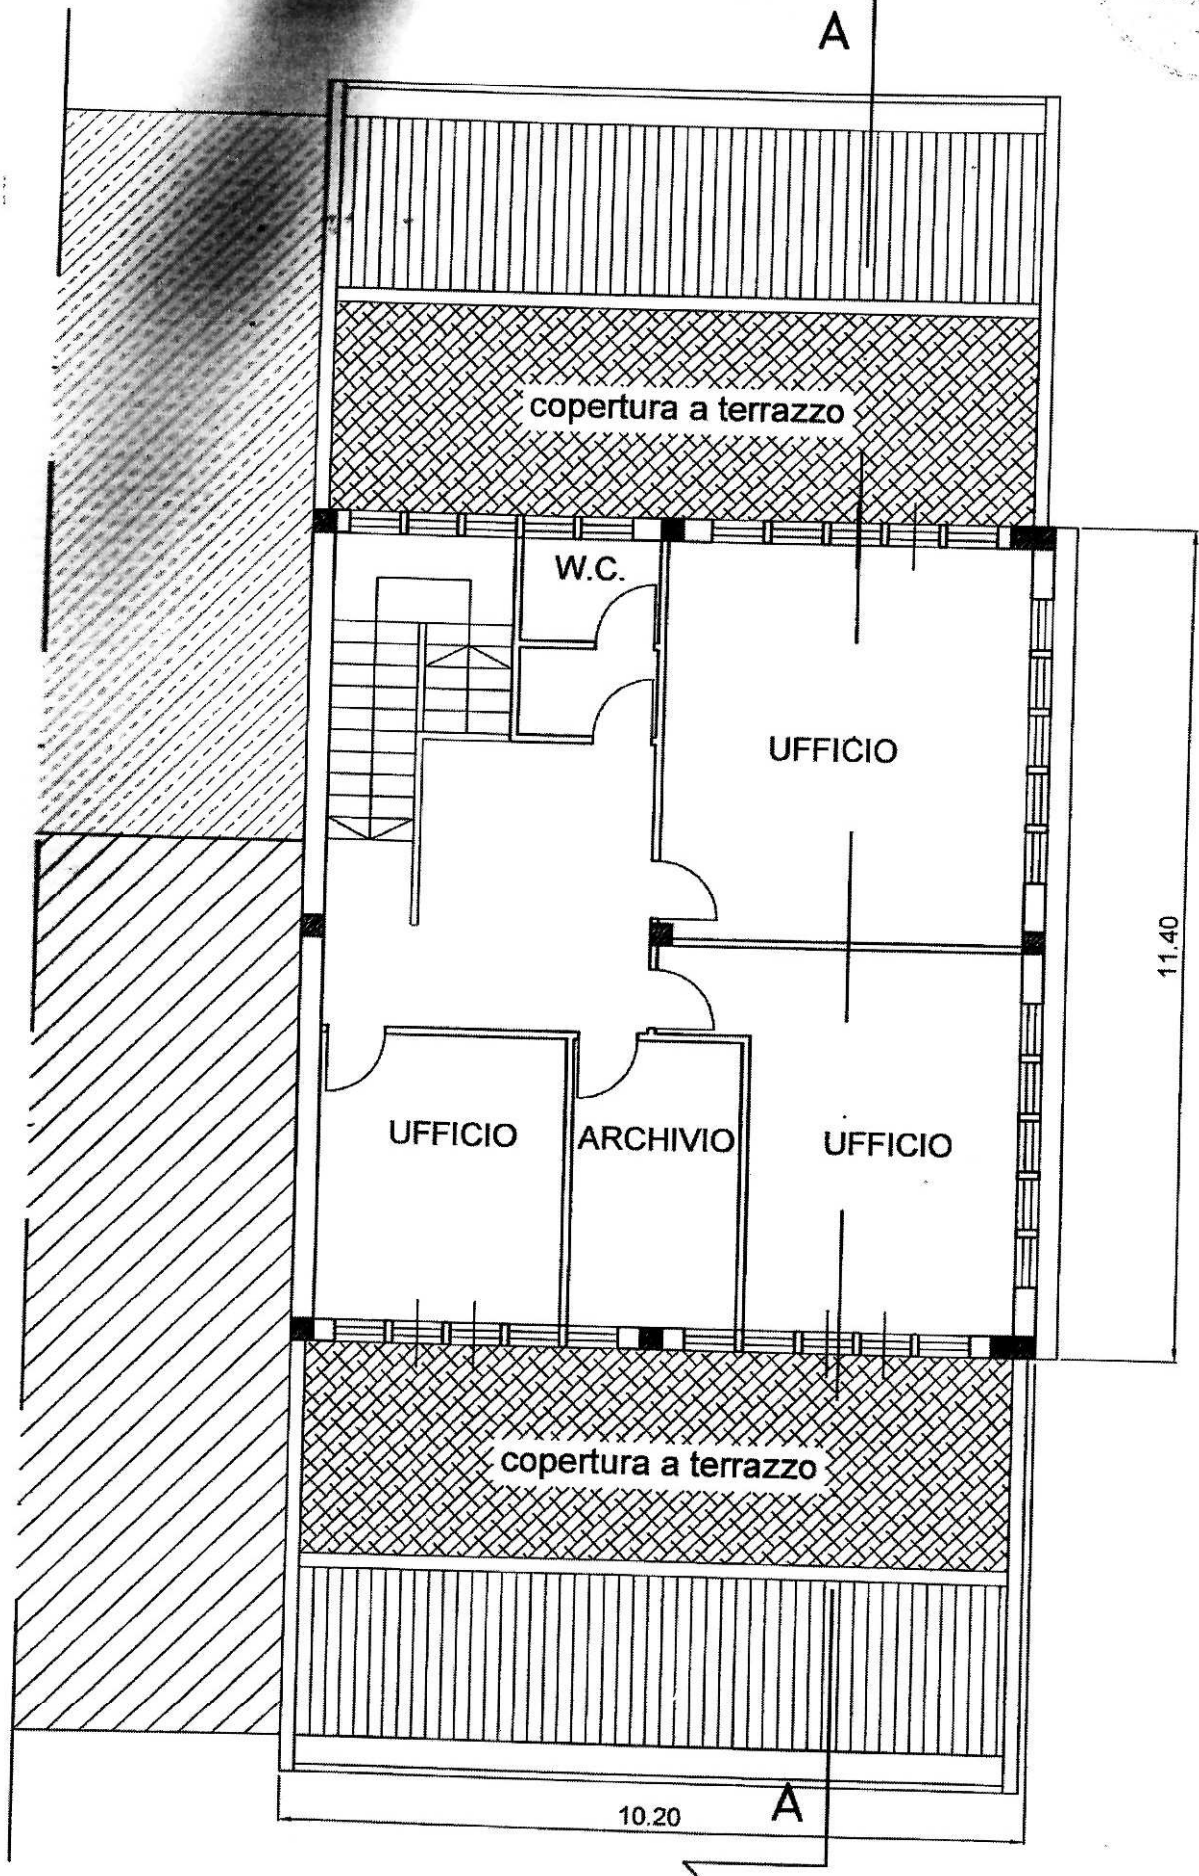 A
copertura a terrazzo
W.C.
UFFICIO
11.40
UFFICIO
ARCHIVIO
UFFICIO
copertura a terrazzo
10.20
A